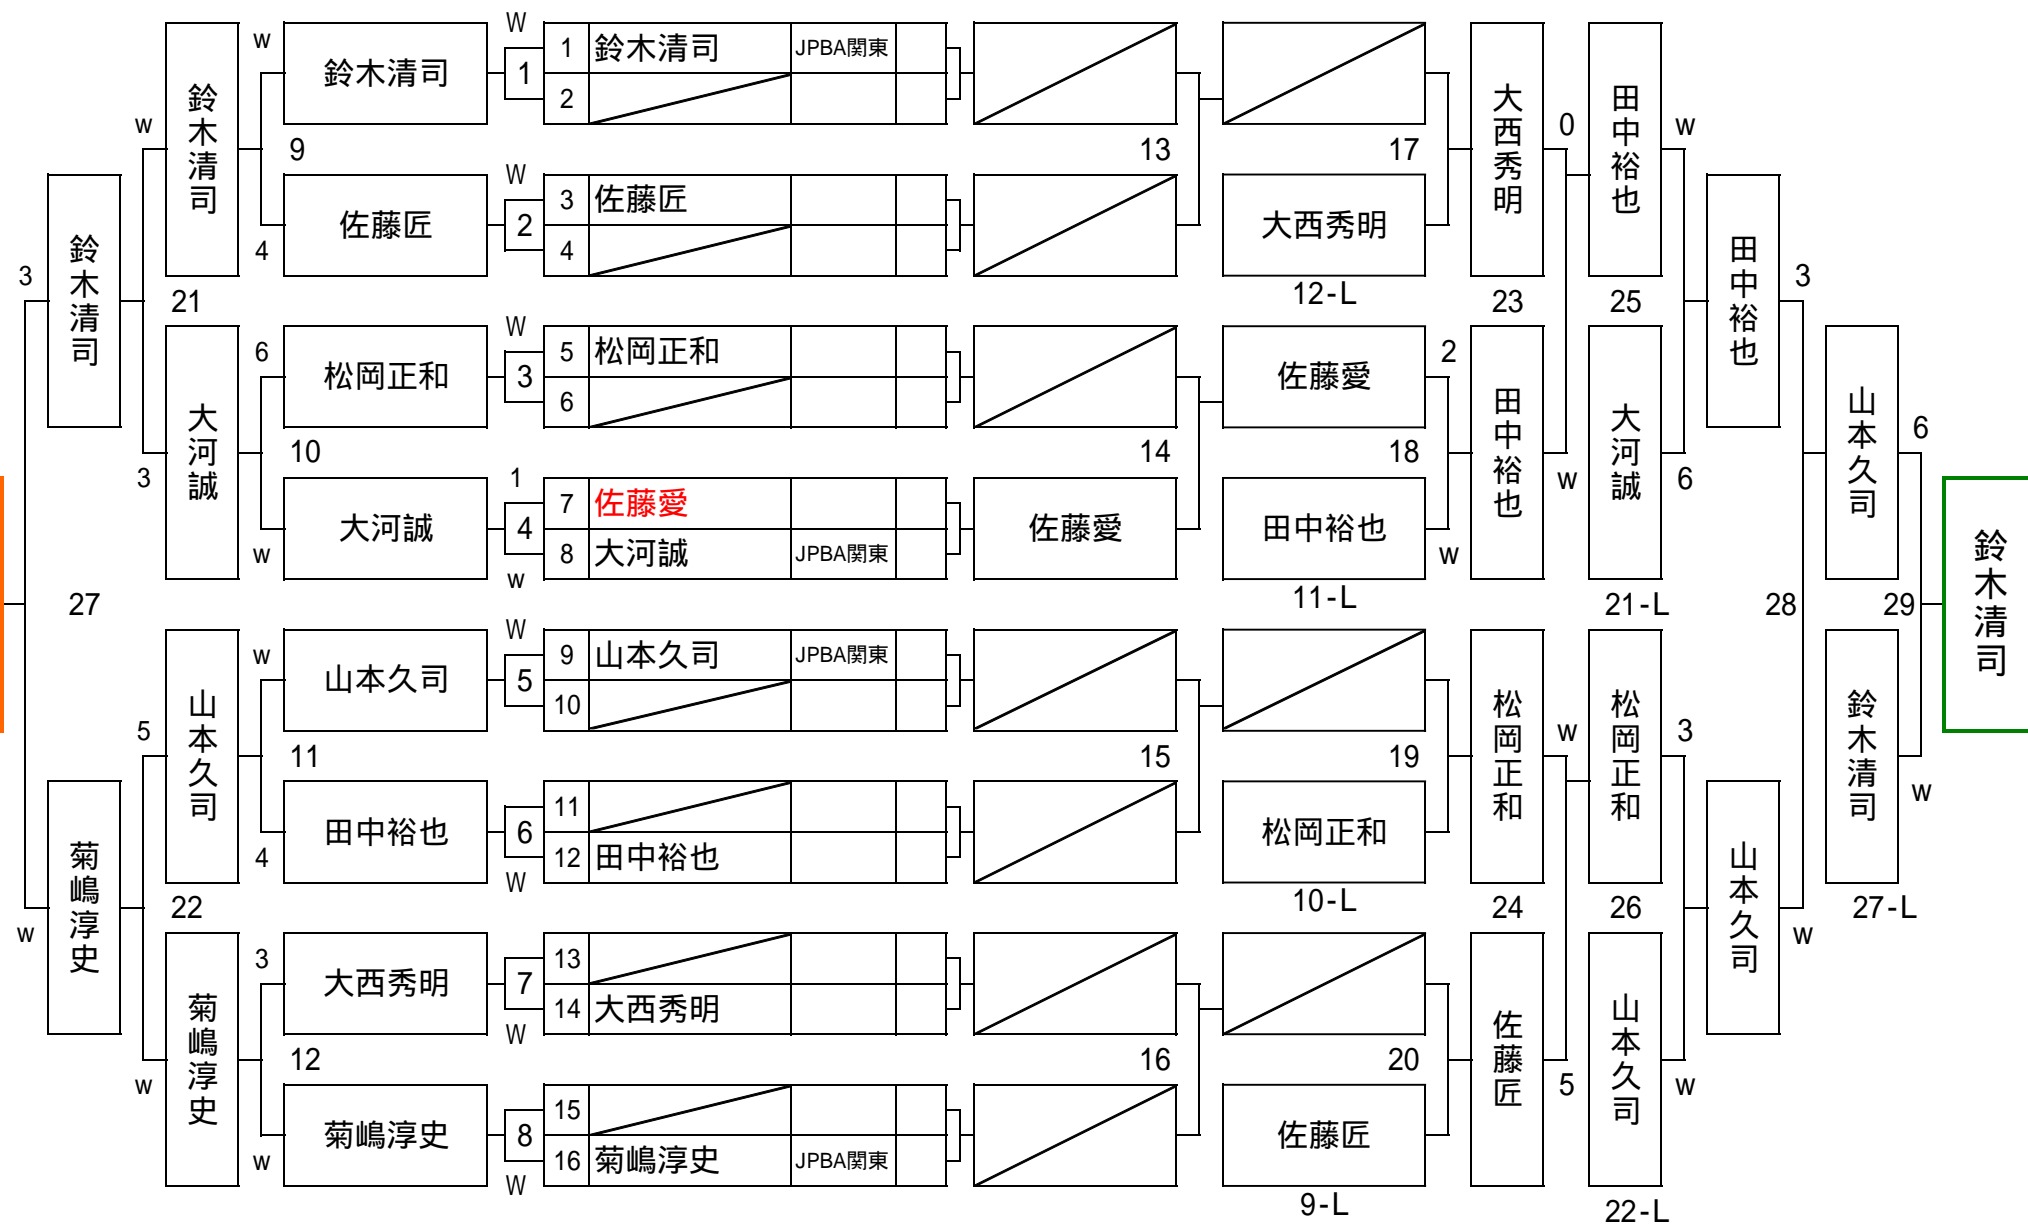 W
W
1 鈴木清司 JPBA関東
鈴木清司
1
2
鈴木清司
W
9
13
17
大西秀明
0
田中裕也
W
W
3 佐藤匠
佐藤匠
2
大西秀明
4
4
12-L
鈴木清司
3
21
23
25
田中裕也
3
W
6
5 松岡正和
松岡正和
3
6
佐藤愛
2
大河誠
3
10
14
18
田中裕也
W
大河誠
6
山本久司
6
1
7 佐藤愛
大河誠
4
佐藤愛
田中裕也
W
8 大河誠 JPBA関東
W
W
11-L
27
21-L
28
29
鈴木清司
W
W
9 山本久司 JPBA関東
山本久司
5
10
山本久司
5
11
15
19
松岡正和
W
松岡正和
3
鈴木清司
W
11
田中裕也
6
松岡正和
4
12 田中裕也
W
10-L
菊嶋淳史
W
22
24
26
山本久司
W
27-L
3
13
大西秀明
7
14 大西秀明
W
菊嶋淳史
W
12
16
20
佐藤匠
5
山本久司
W
15
菊嶋淳史
8
佐藤匠
W
16 菊嶋淳史 JPBA関東
W
9-L
22-L